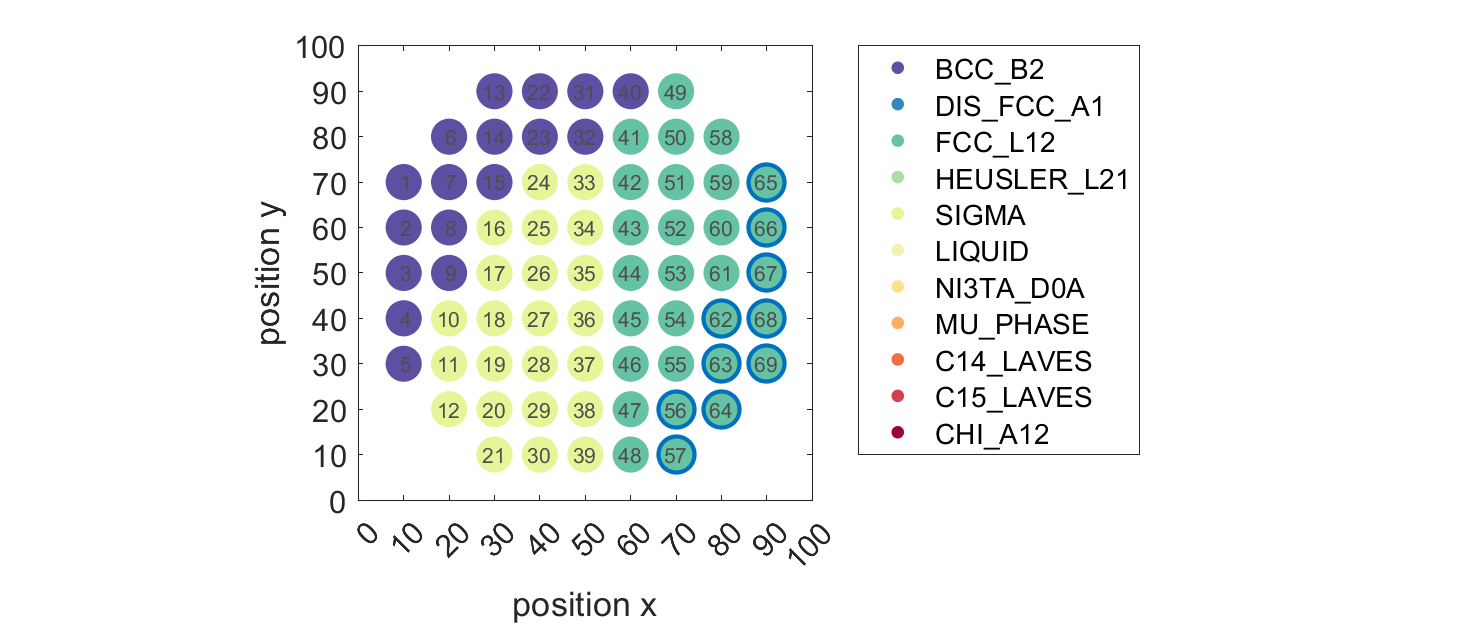 100
90
80
70
60
50
40
30
20
10
0
position y
13 22 31 40 49
6 14 23 32 41 50 58
1 7 15 24 33 42 51 59 65
2 8 16 25 34 43 52 60 66
3 9 17 26 35 44 53 61 67
4 10 18 27 36 45 54 62 68
5 11 19 28 37 46 55 63 69
12 20 29 38 47 56 64
21 30 39 48 57
0 10 20 30 40 50 60 70 80 90 100
position x
BCC_B2
DIS_FCC_A1
FCC_L12
HEUSLER_L21
SIGMA
LIQUID
NI3TA_D0A
MU_PHASE
C14_LAVES
C15_LAVES
CHI_A12